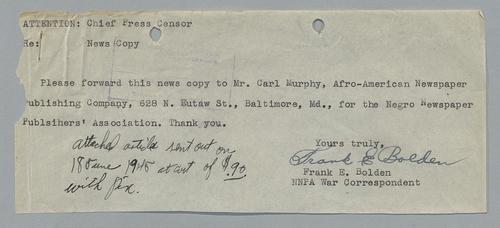 ATTENTION: Chief Press Censor
Re: News Copy
Please forward this news copy to Mr. Carl Murphy, Afro-American Newspaper
Publishing Company, 628 N. Eutaw St., Baltimore, Md., for the Negro Newspaper
Publsihers' Association. Thank you.
attached article sent out on
18 June 1945 at cost of $.90
with pix.
Yours truly,
Frank E Bolden
Frank E. Bolden
NNPA War Correspondent